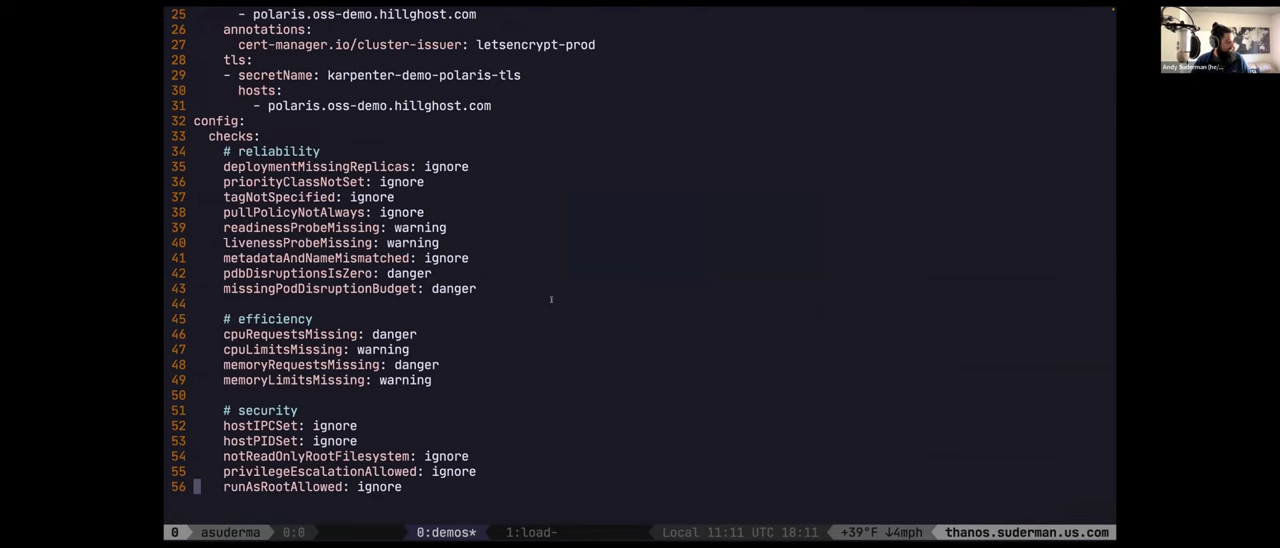 25 - polaris.oss-demo.hillghost.com
26 annotations:
27 cert-manager.io/cluster-issuer: letsencrypt-prod
28 tls:
29 - secretName: karpenter-demo-polaris-tls
30 hosts:
31 - polaris.oss-demo.hillghost.com
32 config:
33 checks:
34 # reliability
35 deploymentMissingReplicas: ignore
36 priorityClassNotSet: ignore
37 tagNotSpecified: ignore
38 pullPolicyNotAlways: ignore
39 readinessProbeMissing: warning
40 livenessProbeMissing: warning
41 metadataAndNameMismatched: ignore
42 pdbDisruptionsIsZero: danger
43 missingPodDisruptionBudget: danger
44
45 # efficiency
46 cpuRequestsMissing: danger
47 cpuLimitsMissing: warning
48 memoryRequestsMissing: danger
49 memoryLimitsMissing: warning
50
51 # security
52 hostIPCSet: ignore
53 hostPIDSet: ignore
54 notReadOnlyRootFilesystem: ignore
55 privilegeEscalationAllowed: ignore
56 runAsRootAllowed: ignore
0 asuderma 0:0 0:demos* 1:load- Local 11:11 UTC 18:11 +39°F ↓4mph thanos.suderman.us.com
Andy Suderman (he/...